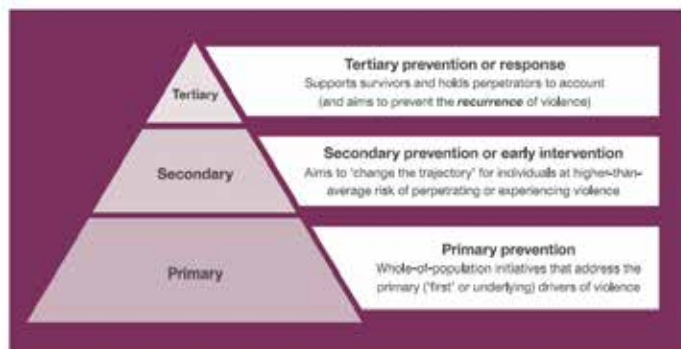 Tertiary
Tertiary prevention or response
Supports survivors and holds perpetrators to account
(and aims to prevent the recurrence of violence)
Secondary
Secondary prevention or early intervention
Aims to 'change the trajectory' for individuals at higher-than-
average risk of perpetrating or experiencing violence
Primary
Primary prevention
Whole-of-population initiatives that address the
primary ('first' or underlying) drivers of violence